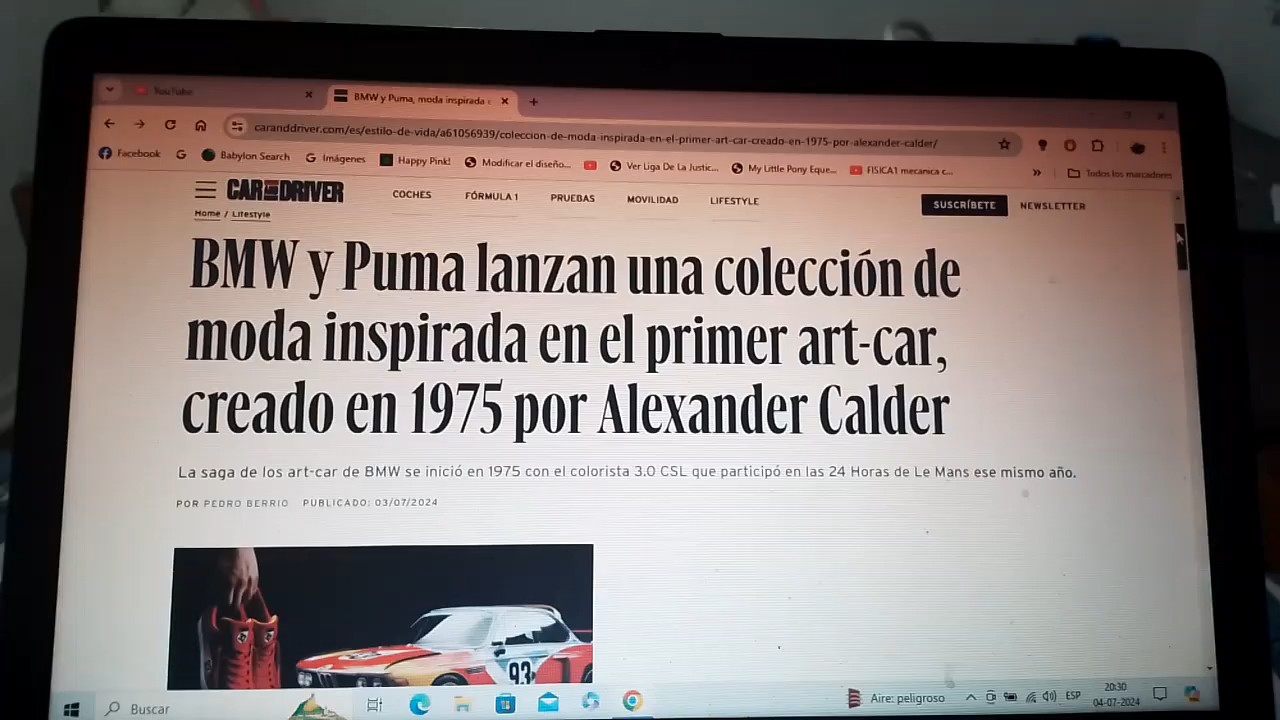 YouTube
BMW y Puma, moda inspirada
caranddriver.com/es/estilo-de-vida/a61056939/coleccion-de-moda-inspirada-en-el-primer-art-car-creado-en-1975-por-alexander-calder/
Facebook
G
Babylon Search
Imágenes
Happy Pink!
Modificar el diseño...
Ver Liga De La Justic...
My Little Pony Eque...
FISICA1 mecanica c...
»
Todos los marcadores
CAR AND DRIVER
COCHES
FÓRMULA 1
PRUEBAS
MOVILIDAD
LIFESTYLE
SUSCRÍBETE
NEWSLETTER
Home / Lifestyle
BMW y Puma lanzan una colección de
moda inspirada en el primer art-car,
creado en 1975 por Alexander Calder
La saga de los art-car de BMW se inició en 1975 con el colorista 3.0 CSL que participó en las 24 Horas de Le Mans ese mismo año.
POR PEDRO BERRIO PUBLICADO: 03/07/2024
93
Buscar
Aire: peligroso
ESP
20:30
04-07-2024